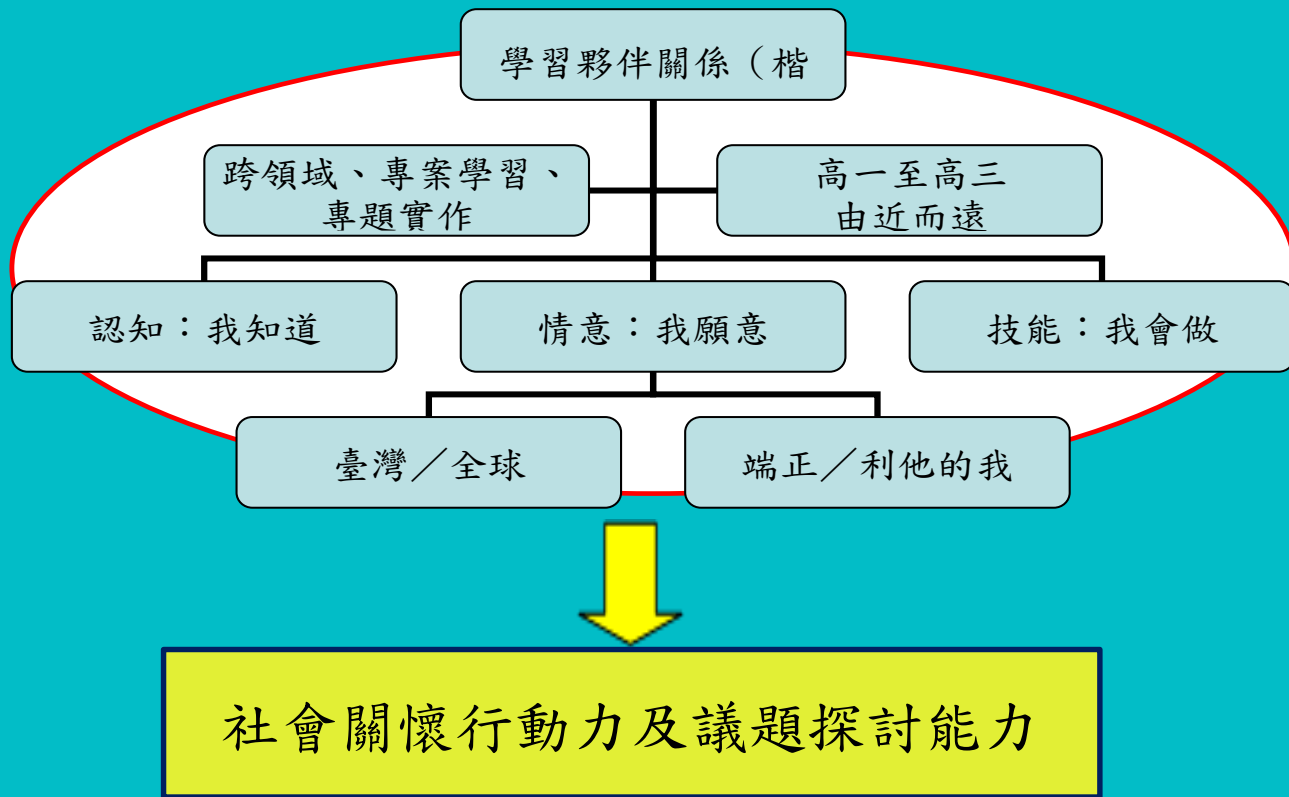 學習夥伴關係（楷
跨領域、專案學習、
專題實作
高一至高三
由近而遠
認知：我知道
情意：我願意
技能：我會做
臺灣／全球
端正／利他的我
社會關懷行動力及議題探討能力